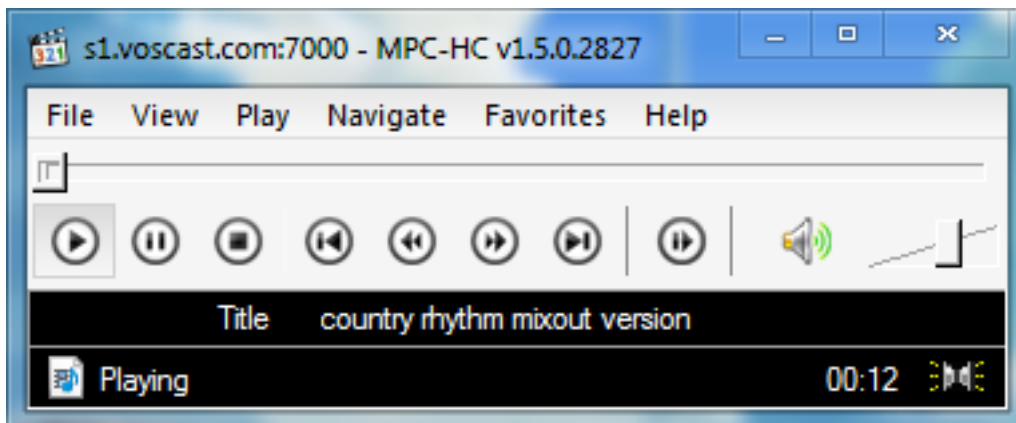 s1.voscast.com:7000 - MPC-HC v1.5.0.2827
File View Play Navigate Favorites Help
Title country rhythm mixout version
Playing 00:12